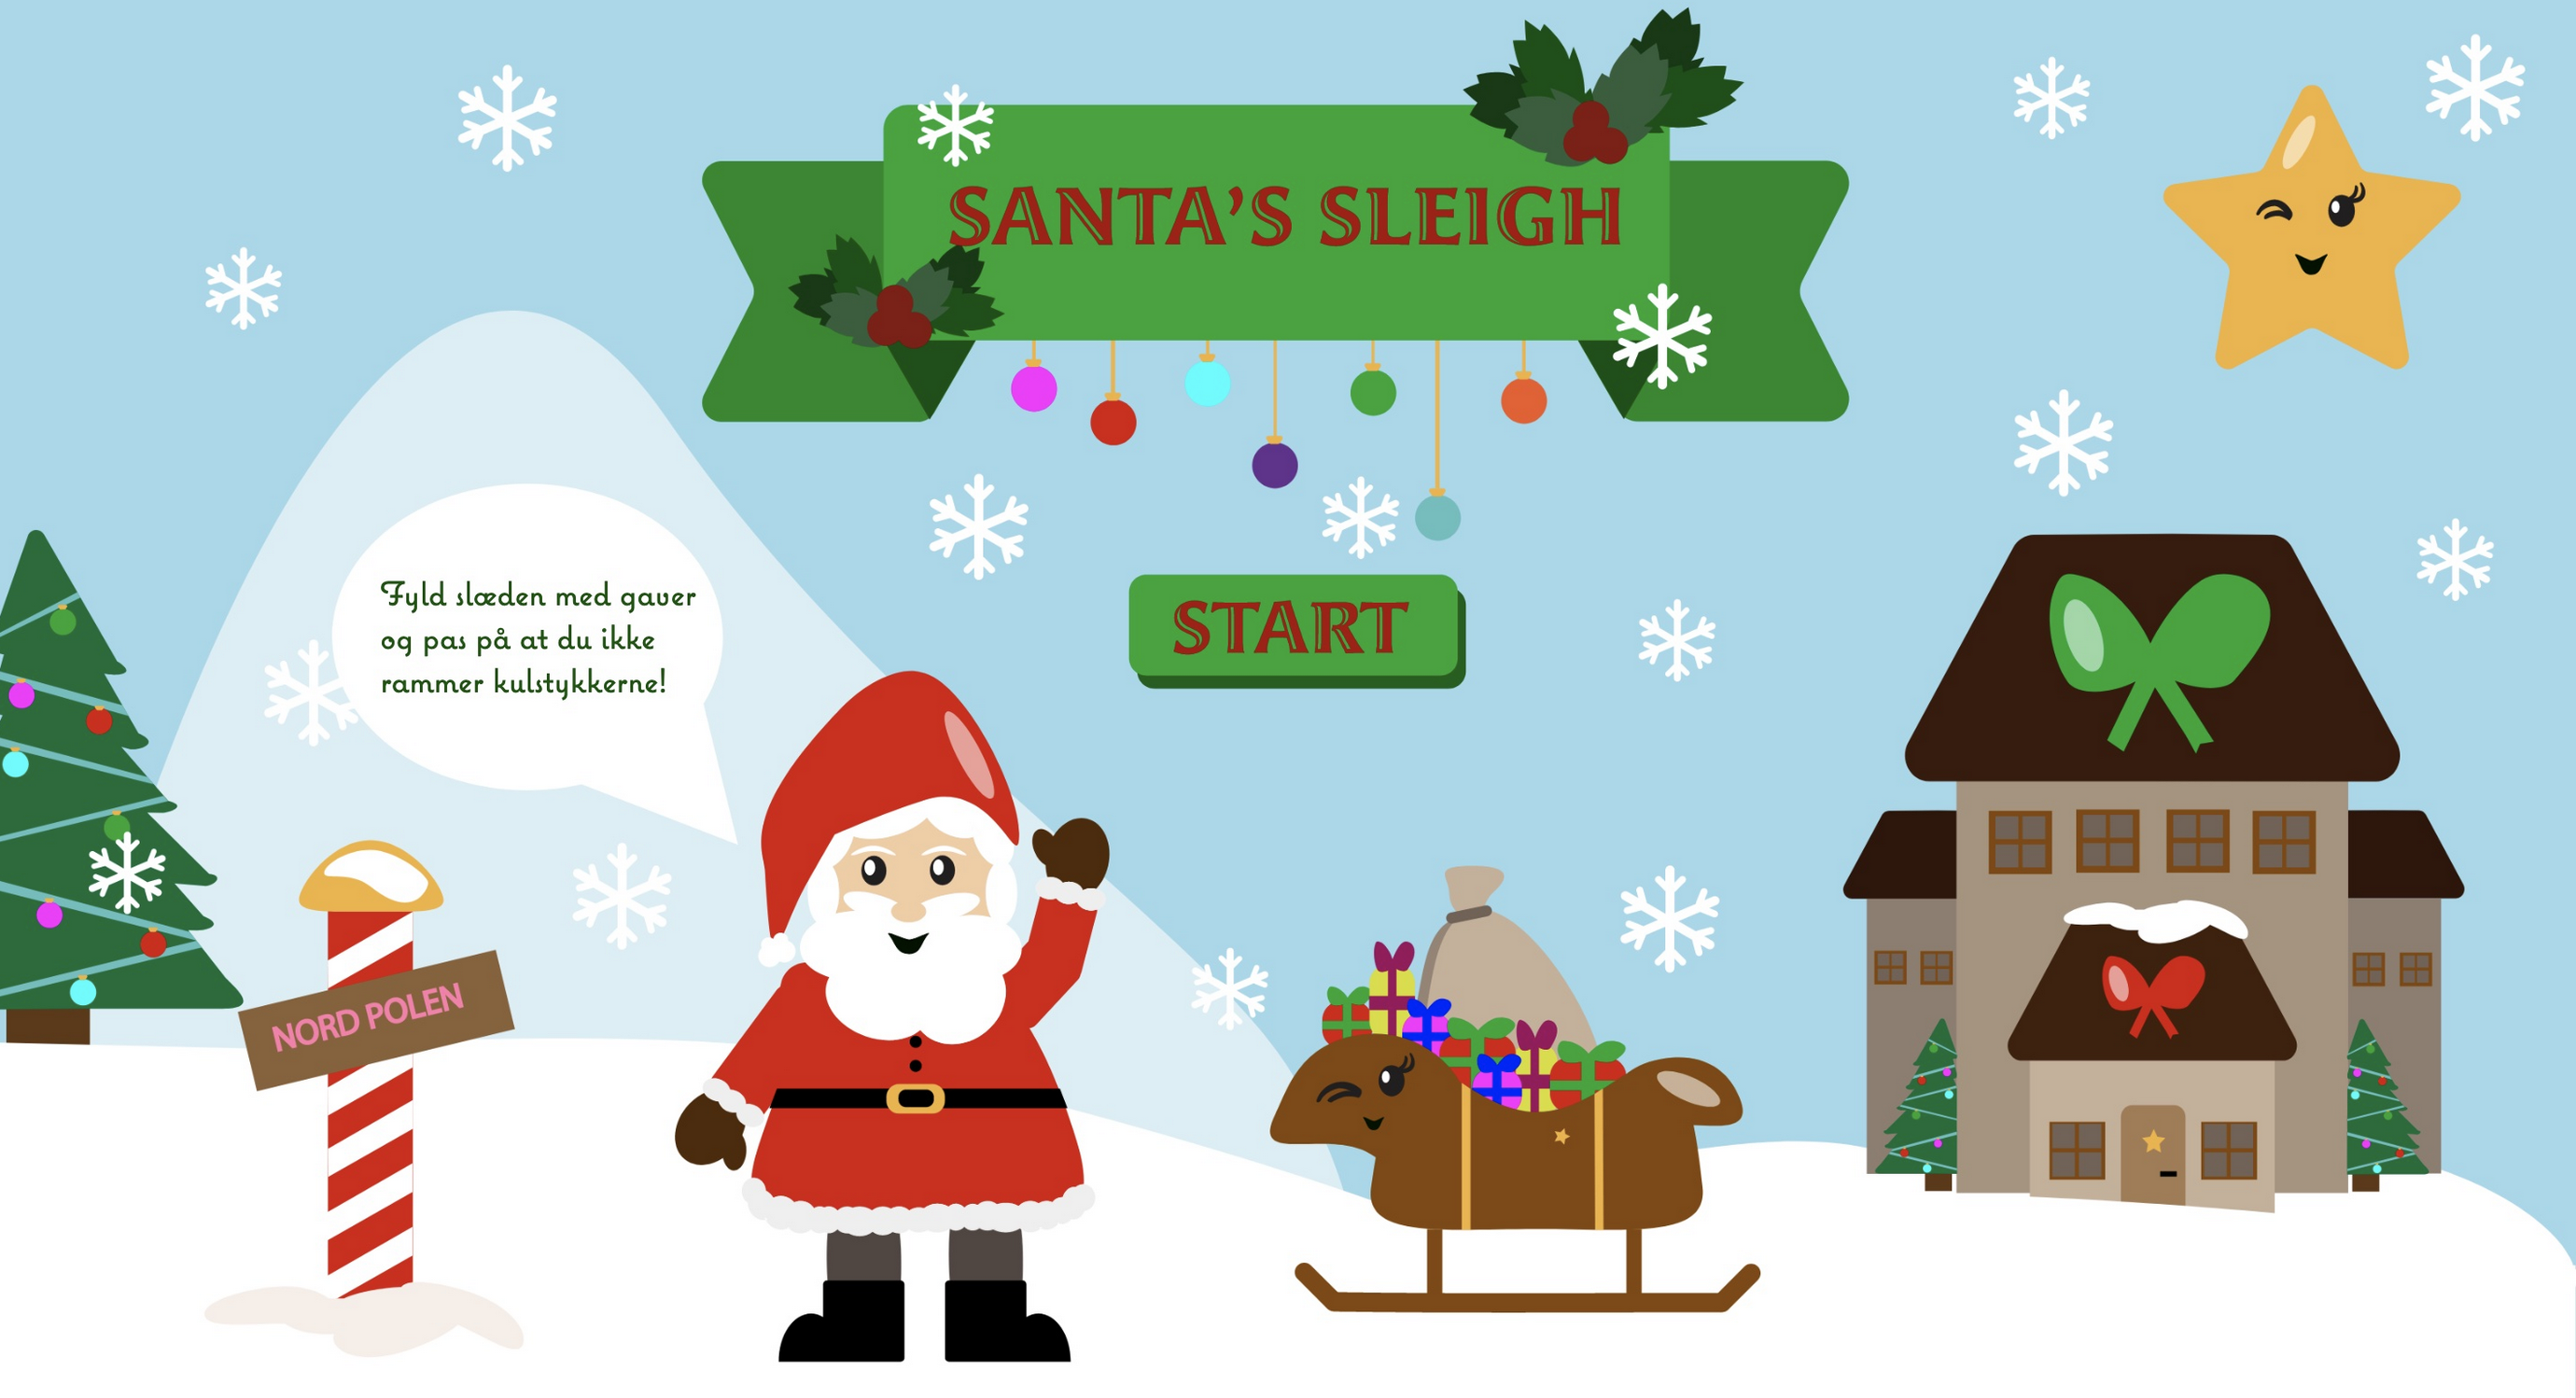 SANTA'S SLEIGH
Fyld slæden med gaver
og pas på at du ikke
rammer kulstykkerne!
START
NORD POLEN